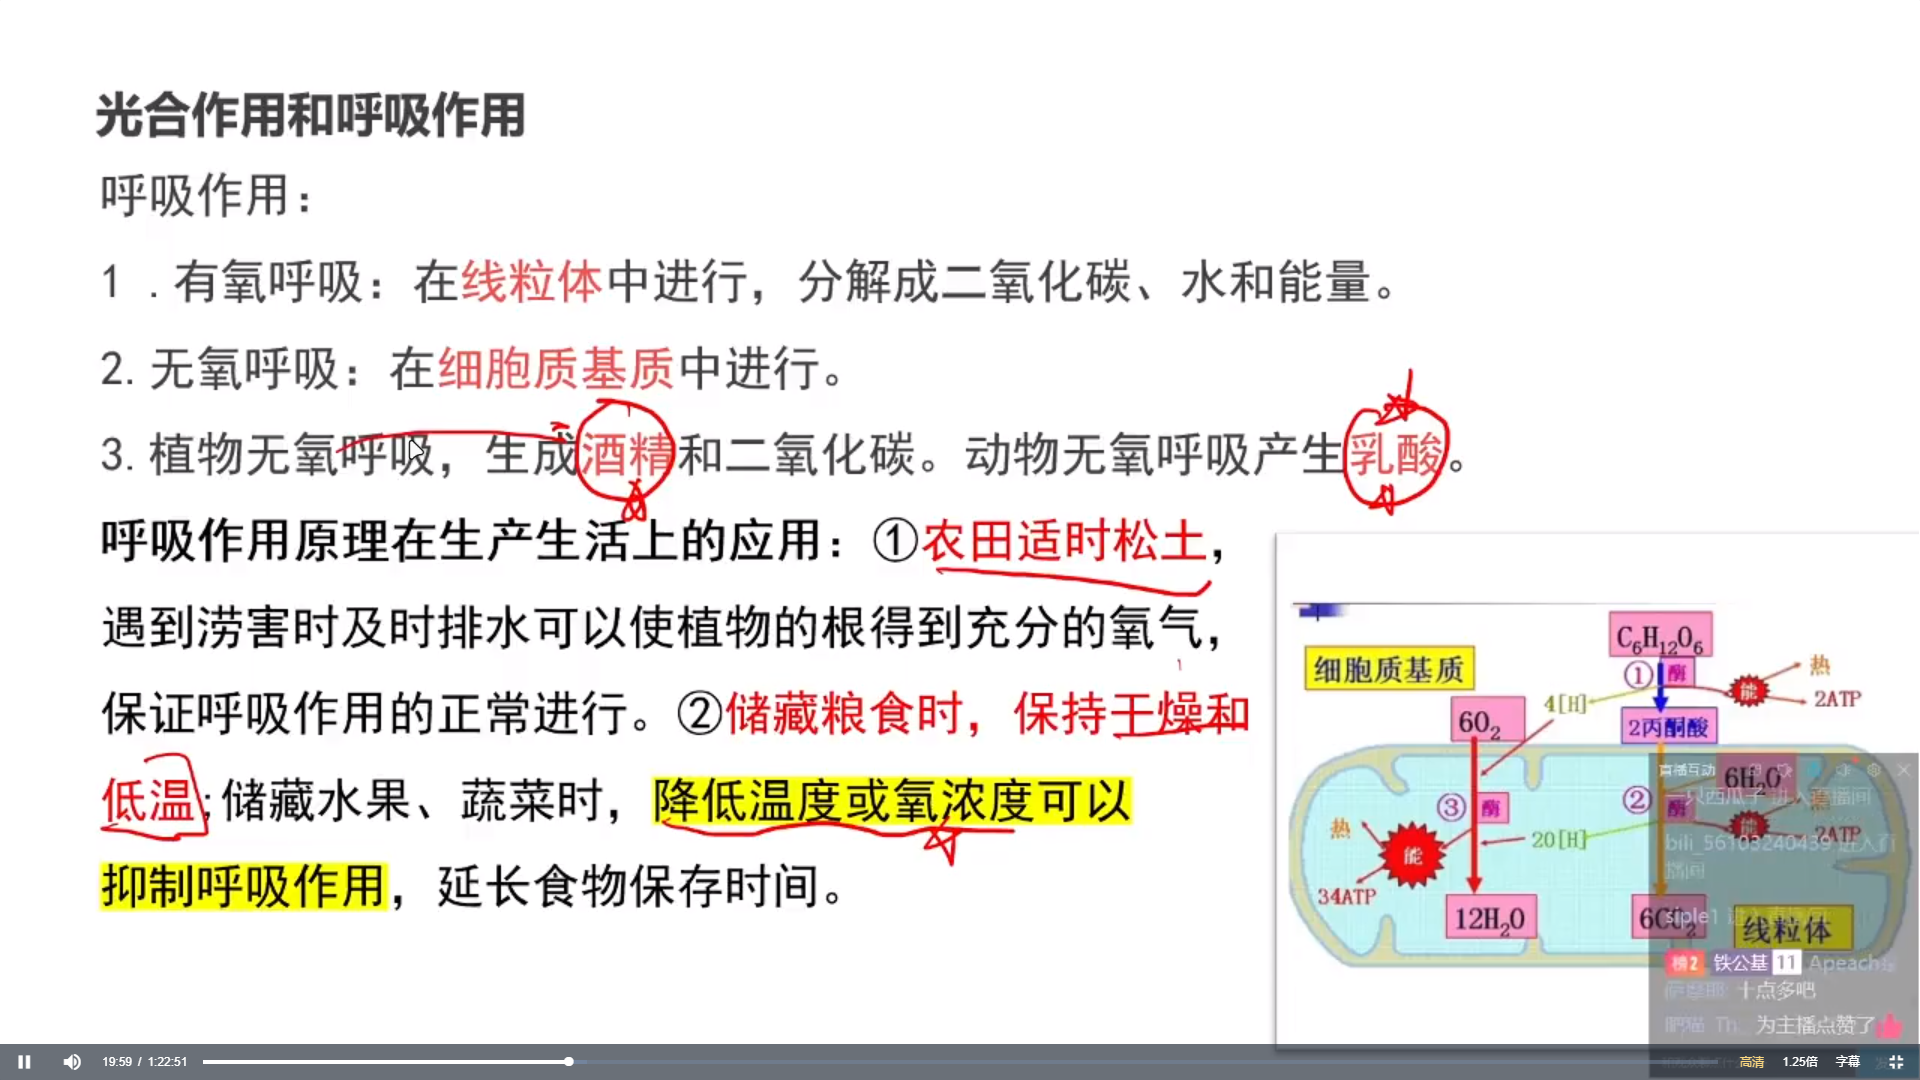 光合作用和呼吸作用
呼吸作用：
1 .有氧呼吸：在线粒体中进行，分解成二氧化碳、水和能量。
2.无氧呼吸：在细胞质基质中进行。
3.植物无氧呼吸，生成酒精和二氧化碳。动物无氧呼吸产生乳酸。
呼吸作用原理在生产生活上的应用：①农田适时松土，
遇到涝害时及时排水可以使植物的根得到充分的氧气，
保证呼吸作用的正常进行。②储藏粮食时，保持干燥和
低温;储藏水果、蔬菜时，降低温度或氧浓度可以
抑制呼吸作用，延长食物保存时间。
细胞质基质
C6H12O6
① 酶
热
能
2ATP
4[H]
6O2
2丙酮酸
6H2O
③ 酶
② 酶
热
能
20[H]
能
2ATP
34ATP
12H2O
6CO2
线粒体
直播互动
一只西瓜子 进入直播间
bili_56103240439 进入直播间
siple1
榜2 铁公基 11 Apeach
十点多吧
肥猫 Th 为主播点赞了
19:59 / 1:22:51
高清 1.25倍 字幕